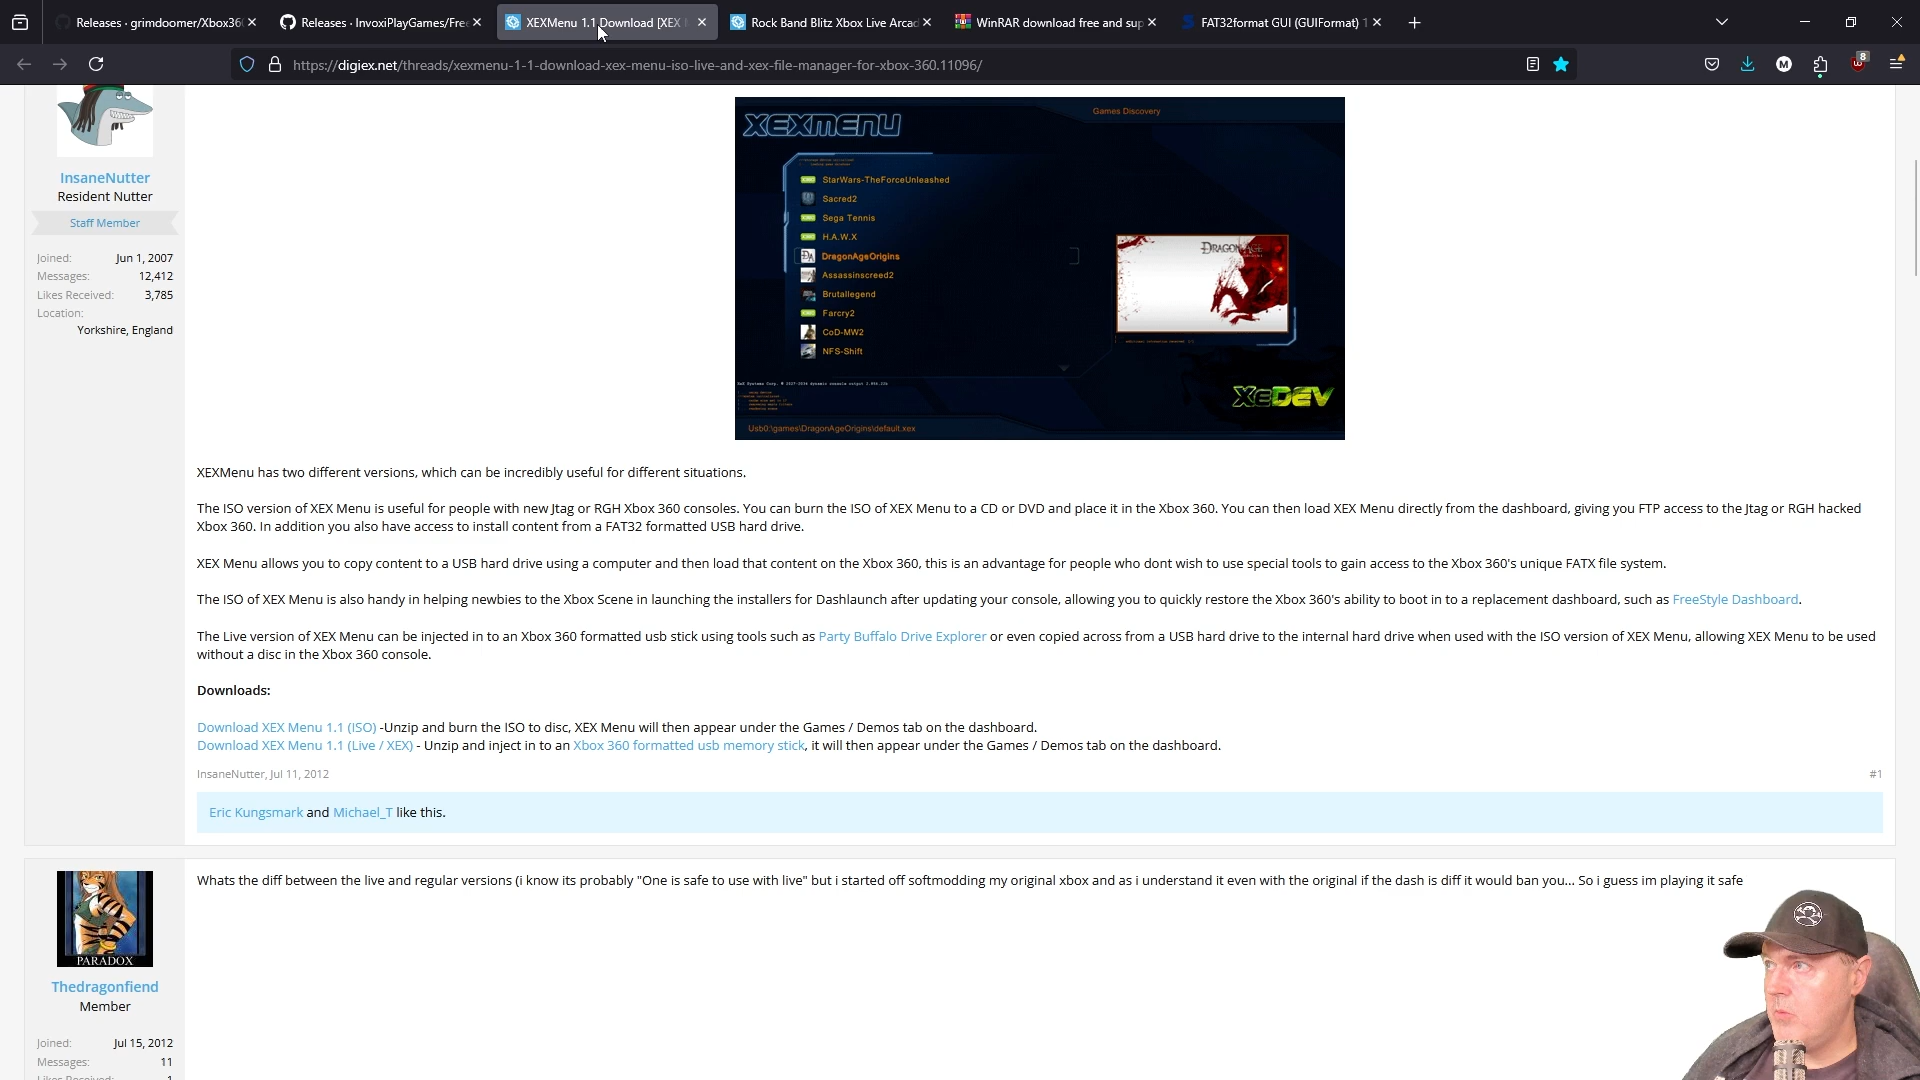 Releases · grimdoomer/Xbox36
Releases · InvoxiPlayGames/Free
XEXMenu 1.1 Download [XEX M
Rock Band Blitz Xbox Live Arcad
WinRAR download free and sup
FAT32format GUI (GUIFormat) 1
https://digiex.net/threads/xexmenu-1-1-download-xex-menu-iso-live-and-xex-file-manager-for-xbox-360.11096/
M
8
InsaneNutter
Resident Nutter
Staff Member
Joined: Jun 1, 2007
Messages: 12,412
Likes Received: 3,785
Location:
Yorkshire, England
XEXMENU
Games Discovery
StarWars-TheForceUnleashed
Sacred2
Sega Tennis
H.A.W.X
DregonAgeOrigins
Assassinscreed2
Brutallegend
Farcry2
CoD-MW2
NFS-Shift
DRAGON AGE
XeDEV
Usb0:\games\DragonAgeOrigins\default.xex
XEXMenu has two different versions, which can be incredibly useful for different situations.
The ISO version of XEX Menu is useful for people with new Jtag or RGH Xbox 360 consoles. You can burn the ISO of XEX Menu to a CD or DVD and place it in the Xbox 360. You can then load XEX Menu directly from the dashboard, giving you FTP access to the Jtag or RGH hacked
Xbox 360. In addition you also have access to install content from a FAT32 formatted USB hard drive.
XEX Menu allows you to copy content to a USB hard drive using a computer and then load that content on the Xbox 360, this is an advantage for people who dont wish to use special tools to gain access to the Xbox 360's unique FATX file system.
The ISO of XEX Menu is also handy in helping newbies to the Xbox Scene in launching the installers for Dashlaunch after updating your console, allowing you to quickly restore the Xbox 360's ability to boot in to a replacement dashboard, such as FreeStyle Dashboard.
The Live version of XEX Menu can be injected in to an Xbox 360 formatted usb stick using tools such as Party Buffalo Drive Explorer or even copied across from a USB hard drive to the internal hard drive when used with the ISO version of XEX Menu, allowing XEX Menu to be used
without a disc in the Xbox 360 console.
Downloads:
Download XEX Menu 1.1 (ISO) -Unzip and burn the ISO to disc, XEX Menu will then appear under the Games / Demos tab on the dashboard.
Download XEX Menu 1.1 (Live / XEX) - Unzip and inject in to an Xbox 360 formatted usb memory stick, it will then appear under the Games / Demos tab on the dashboard.
InsaneNutter, Jul 11, 2012
#1
Eric Kungsmark and Michael_T like this.
PARADOX
Thedragonfiend
Member
Joined: Jul 15, 2012
Messages: 11
Likes Received: 1
Whats the diff between the live and regular versions (i know its probably "One is safe to use with live" but i started off softmodding my original xbox and as i understand it even with the original if the dash is diff it would ban you... So i guess im playing it safe